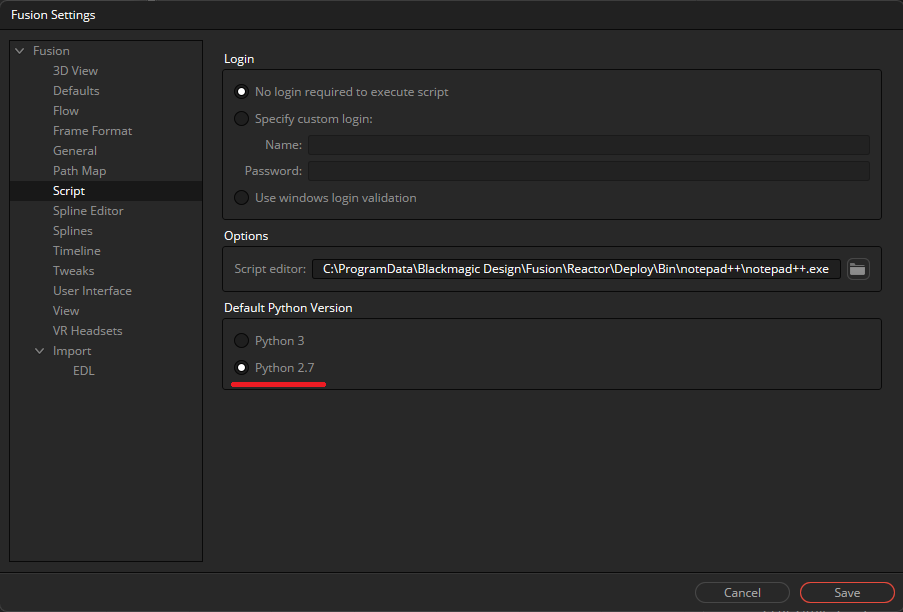 Fusion Settings
Fusion
3D View
Defaults
Flow
Frame Format
General
Path Map
Script
Spline Editor
Splines
Timeline
Tweaks
User Interface
View
VR Headsets
Import
EDL
Login
No login required to execute script
Specify custom login:
Name:
Password:
Use windows login validation
Options
Script editor: C:\ProgramData\Blackmagic Design\Fusion\Reactor\Deploy\Bin\notepad++\notepad++.exe
Default Python Version
Python 3
Python 2.7
Cancel Save